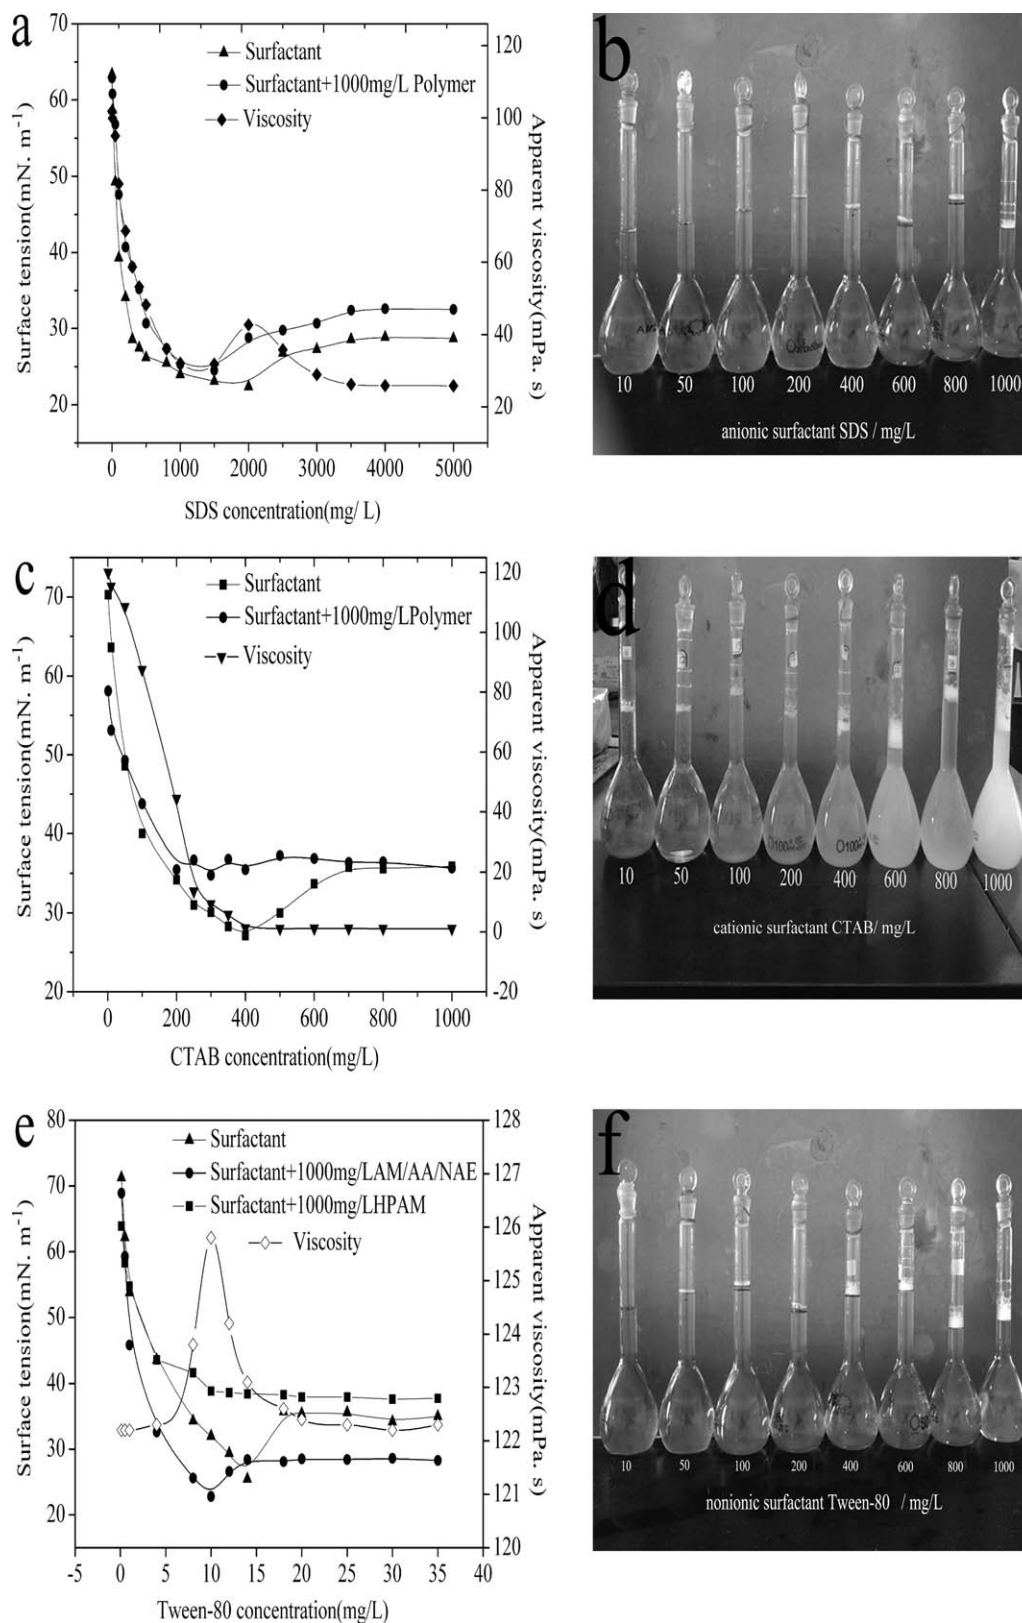 a
70
60
50
40
30
20
Surface tension(mN. m⁻¹)
Surfactant
Surfactant+1000mg/L Polymer
Viscosity
120
100
80
60
40
20
Apparent viscosity(mPa. s)
0 1000 2000 3000 4000 5000
SDS concentration(mg/ L)
b
10 50 100 200 400 600 800 1000
anionic surfactant SDS / mg/L
c
70
60
50
40
30
20
Surface tension(mN. m⁻¹)
Surfactant
Surfactant+1000mg/LPolymer
Viscosity
120
100
80
60
40
20
0
-20
Apparent viscosity(mPa. s)
0 200 400 600 800 1000
CTAB concentration(mg/L)
d
10 50 100 200 400 600 800 1000
cationic surfactant CTAB/ mg/L
e
80
70
60
50
40
30
20
Surface tension(mN. m⁻¹)
Surfactant
Surfactant+1000mg/LAM/AA/NAE
Surfactant+1000mg/LHPAM
Viscosity
128
127
126
125
124
123
122
121
120
Apparent viscosity(mPa. s)
-5 0 5 10 15 20 25 30 35 40
Tween-80 concentration(mg/L)
f
10 50 100 200 400 600 800 1000
nonionic surfactant Tween-80 / mg/L